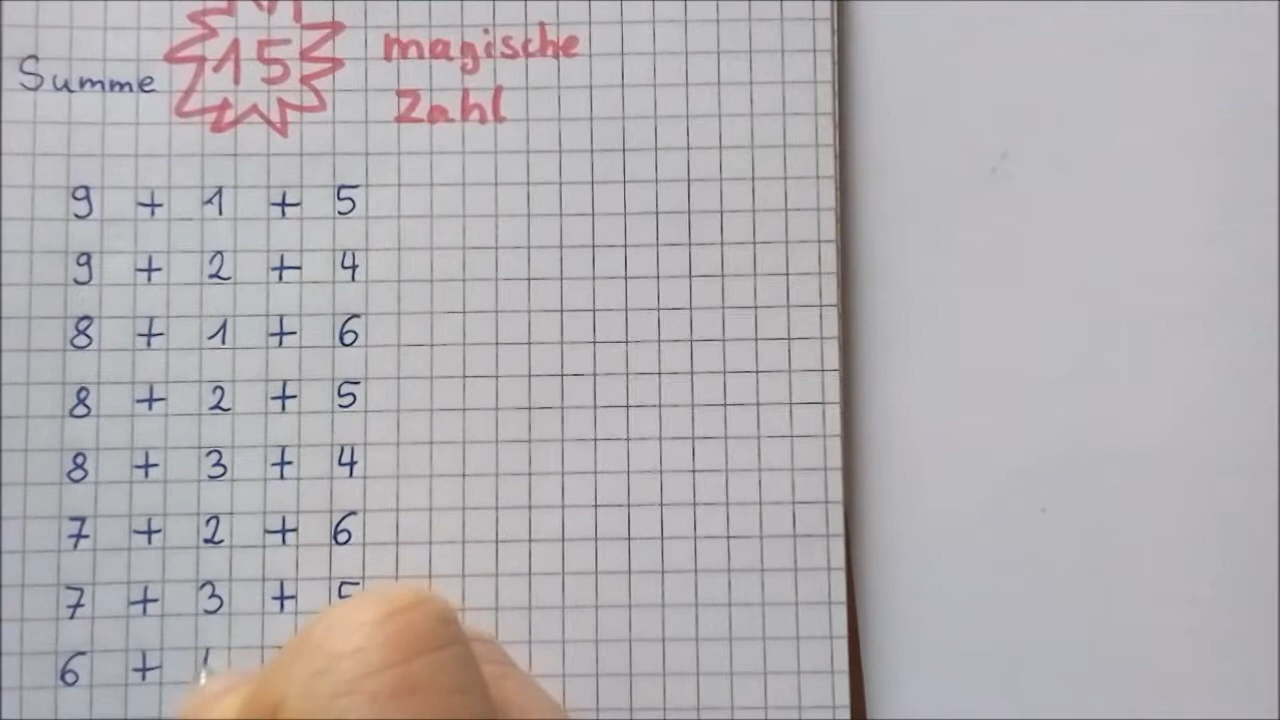 Summe 15 magische
Zahl
9 + 1 + 5
9 + 2 + 4
8 + 1 + 6
8 + 2 + 5
8 + 3 + 4
7 + 2 + 6
7 + 3 + 5
6 +